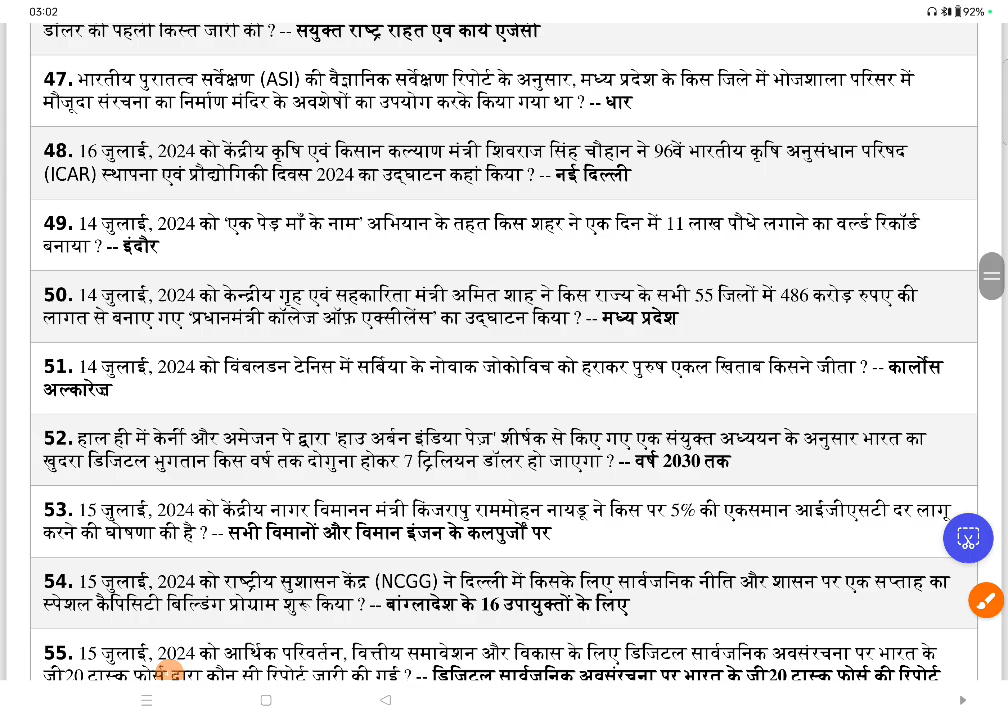 03:02
92%
डॉलर की पहली किस्त जारी की ? -- संयुक्त राष्ट्र राहत एवं कार्य एजेंसी
47. भारतीय पुरातत्व सर्वेक्षण (ASI) की वैज्ञानिक सर्वेक्षण रिपोर्ट के अनुसार, मध्य प्रदेश के किस जिले में भोजशाला परिसर में
मौजूदा संरचना का निर्माण मंदिर के अवशेषों का उपयोग करके किया गया था ? -- धार
48. 16 जुलाई, 2024 को केंद्रीय कृषि एवं किसान कल्याण मंत्री शिवराज सिंह चौहान ने 96वें भारतीय कृषि अनुसंधान परिषद
(ICAR) स्थापना एवं प्रौद्योगिकी दिवस 2024 का उद्घाटन कहां किया ? -- नई दिल्ली
49. 14 जुलाई, 2024 को 'एक पेड़ माँ के नाम' अभियान के तहत किस शहर ने एक दिन में 11 लाख पौधे लगाने का वर्ल्ड रिकॉर्ड
बनाया ? -- इंदौर
50. 14 जुलाई, 2024 को केन्द्रीय गृह एवं सहकारिता मंत्री अमित शाह ने किस राज्य के सभी 55 जिलों में 486 करोड़ रुपए की
लागत से बनाए गए 'प्रधानमंत्री कॉलेज ऑफ़ एक्सीलेंस' का उद्घाटन किया ? -- मध्य प्रदेश
51. 14 जुलाई, 2024 को विंबलडन टेनिस में सर्बिया के नोवाक जोकोविच को हराकर पुरुष एकल खिताब किसने जीता ? -- कार्लोस
अल्कारेज
52. हाल ही में केर्नी और अमेजन पे द्वारा 'हाउ अर्बन इंडिया पेज़' शीर्षक से किए गए एक संयुक्त अध्ययन के अनुसार भारत का
खुदरा डिजिटल भुगतान किस वर्ष तक दोगुना होकर 7 ट्रिलियन डॉलर हो जाएगा ? -- वर्ष 2030 तक
53. 15 जुलाई, 2024 को केंद्रीय नागर विमानन मंत्री किंजरापु राममोहन नायडू ने किस पर 5% की एकसमान आईजीएसटी दर लागू
करने की घोषणा की है ? -- सभी विमानों और विमान इंजन के कलपुर्जों पर
54. 15 जुलाई, 2024 को राष्ट्रीय सुशासन केंद्र (NCGG) ने दिल्ली में किसके लिए सार्वजनिक नीति और शासन पर एक सप्ताह का
स्पेशल कैपिसिटी बिल्डिंग प्रोग्राम शुरू किया ? -- बांग्लादेश के 16 उपायुक्तों के लिए
55. 15 जुलाई, 2024 को आर्थिक परिवर्तन, वित्तीय समावेशन और विकास के लिए डिजिटल सार्वजनिक अवसंरचना पर भारत के
जी20 टास्क फोर्स द्वारा कौन सी रिपोर्ट जारी की गई ? -- डिजिटल सार्वजनिक अवसंरचना पर भारत के जी20 टास्क फोर्स की रिपोर्ट